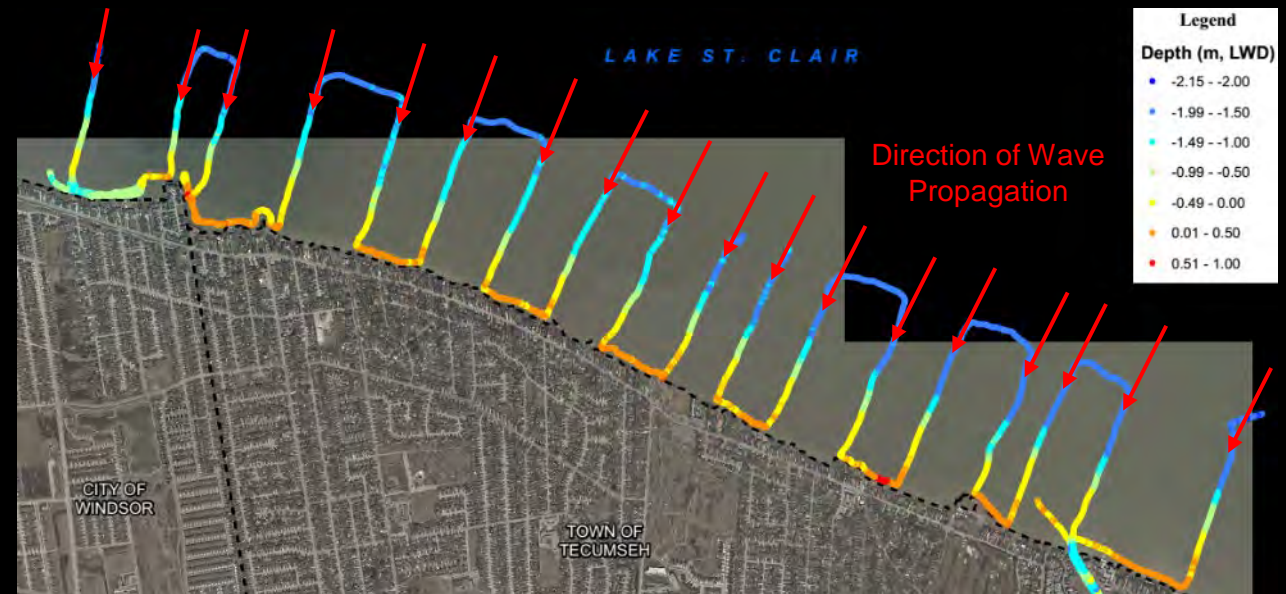 LAKE ST. CLAIR
Legend
Depth (m, LWD)
-2.15 - -2.00
-1.99 - -1.50
-1.49 - -1.00
-0.99 - -0.50
-0.49 - 0.00
0.01 - 0.50
0.51 - 1.00
Direction of Wave
Propagation
CITY OF
WINDSOR
TOWN OF
TECUMSEH